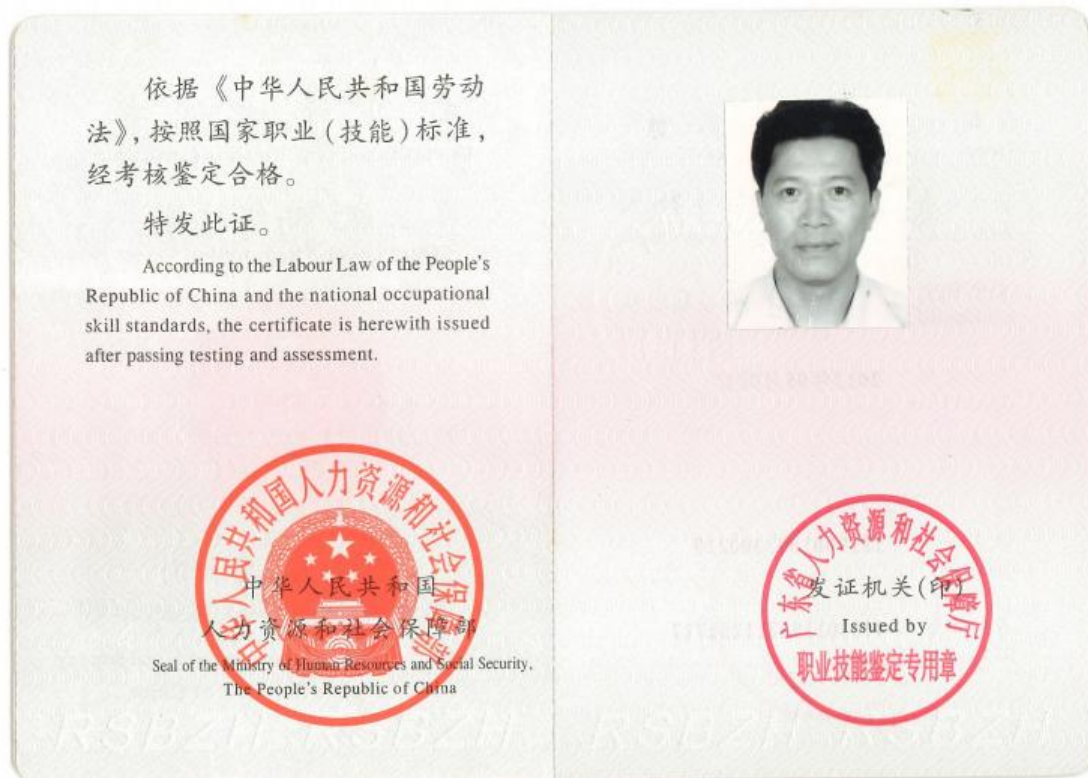 依据《中华人民共和国劳动
法》，按照国家职业（技能）标准，
经考核鉴定合格。
特发此证。
According to the Labour Law of the People's
Republic of China and the national occupational
skill standards, the certificate is herewith issued
after passing testing and assessment.
中华人民共和国人力资源和社会保障部
中华人民共和国
人力资源和社会保障部
Seal of the Ministry of Human Resources and Social Security,
The People's Republic of China
广东省人力资源和社会保障厅
发证机关(印)
Issued by
职业技能鉴定专用章
RSBZH RSBZH RSBZH RSBZH